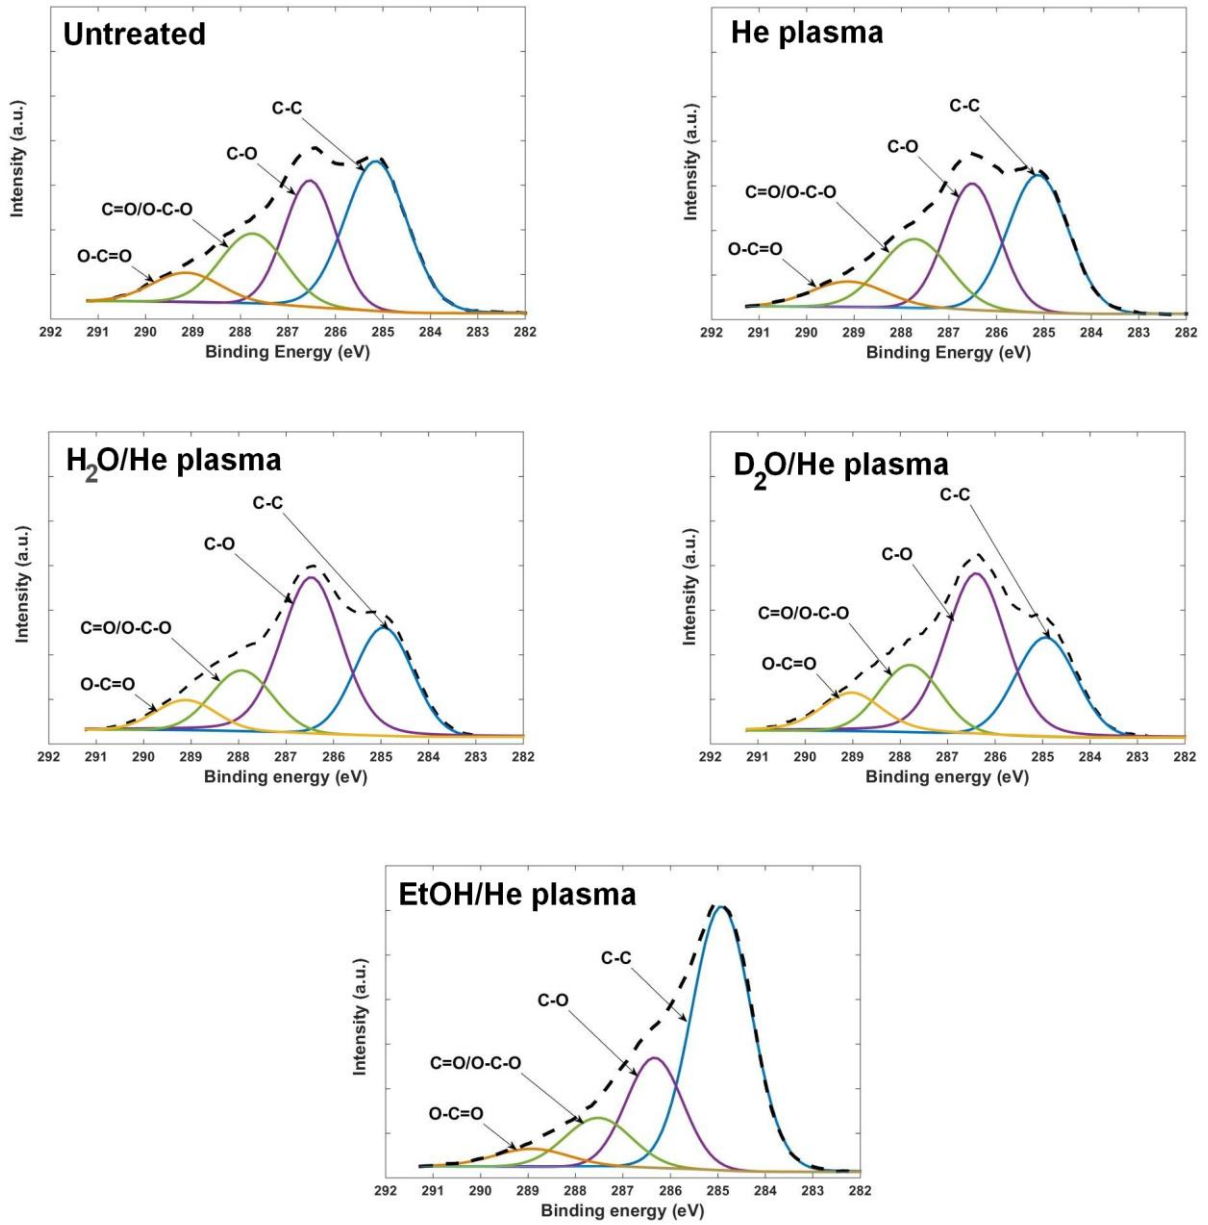 Untreated
C-C
C-O
C=O/O-C-O
O-C=O
Intensity (a.u.)
292 291 290 289 288 287 286 285 284 283 282
Binding Energy (eV)
He plasma
C-C
C-O
C=O/O-C-O
O-C=O
Intensity (a.u.)
292 291 290 289 288 287 286 285 284 283 282
Binding Energy (eV)
H2O/He plasma
C-C
C-O
C=O/O-C-O
O-C=O
Intensity (a.u.)
292 291 290 289 288 287 286 285 284 283 282
Binding energy (eV)
D2O/He plasma
C-C
C-O
C=O/O-C-O
O-C=O
Intensity (a.u.)
292 291 290 289 288 287 286 285 284 283 282
Binding energy (eV)
EtOH/He plasma
C-C
C-O
C=O/O-C-O
O-C=O
Intensity (a.u.)
292 291 290 289 288 287 286 285 284 283 282
Binding energy (eV)